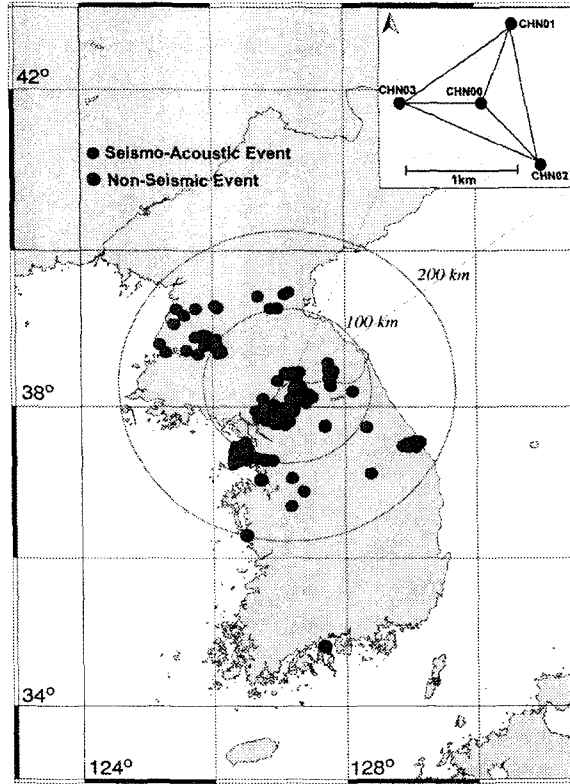 CHN01
42°
CHN03
CHN00
Seismo-Acoustic Event
Non-Seismic Event
1km
CHN02
200 km
100 km
38°
34°
124°
128°